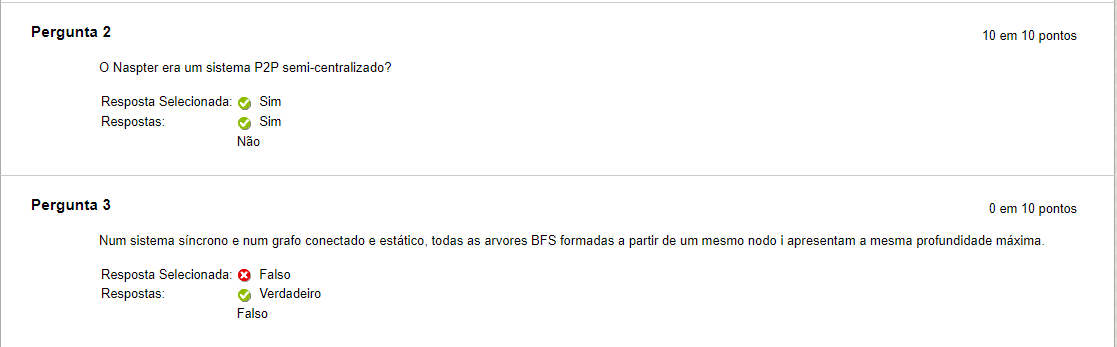 Pergunta 2
10 em 10 pontos
O Naspter era um sistema P2P semi-centralizado?
Resposta Selecionada: Sim
Respostas: Sim
Não
Pergunta 3
0 em 10 pontos
Num sistema síncrono e num grafo conectado e estático, todas as arvores BFS formadas a partir de um mesmo nodo i apresentam a mesma profundidade máxima.
Resposta Selecionada: Falso
Respostas: Verdadeiro
Falso